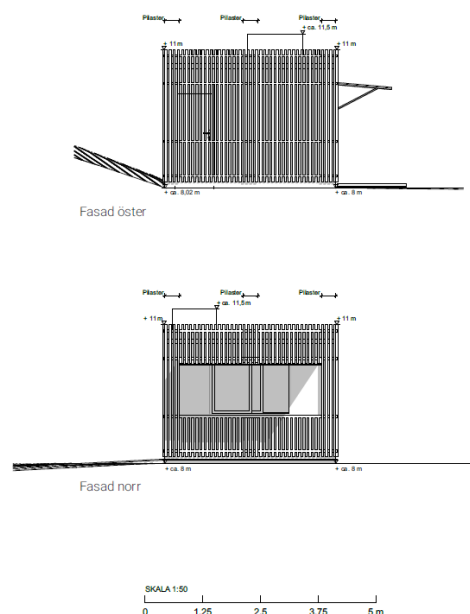 Pilaster Pilaster Pilaster
+ ca. 11,5 m
+ 11 m + 11 m
+ ca. 8,02 m + ca. 8 m
Fasad öster
Pilaster Pilaster Pilaster
+ ca. 11,5 m
+ 11 m + 11 m
+ ca. 8 m + ca. 8 m
Fasad norr
SKALA 1:50
0 1,25 2,5 3,75 5 m